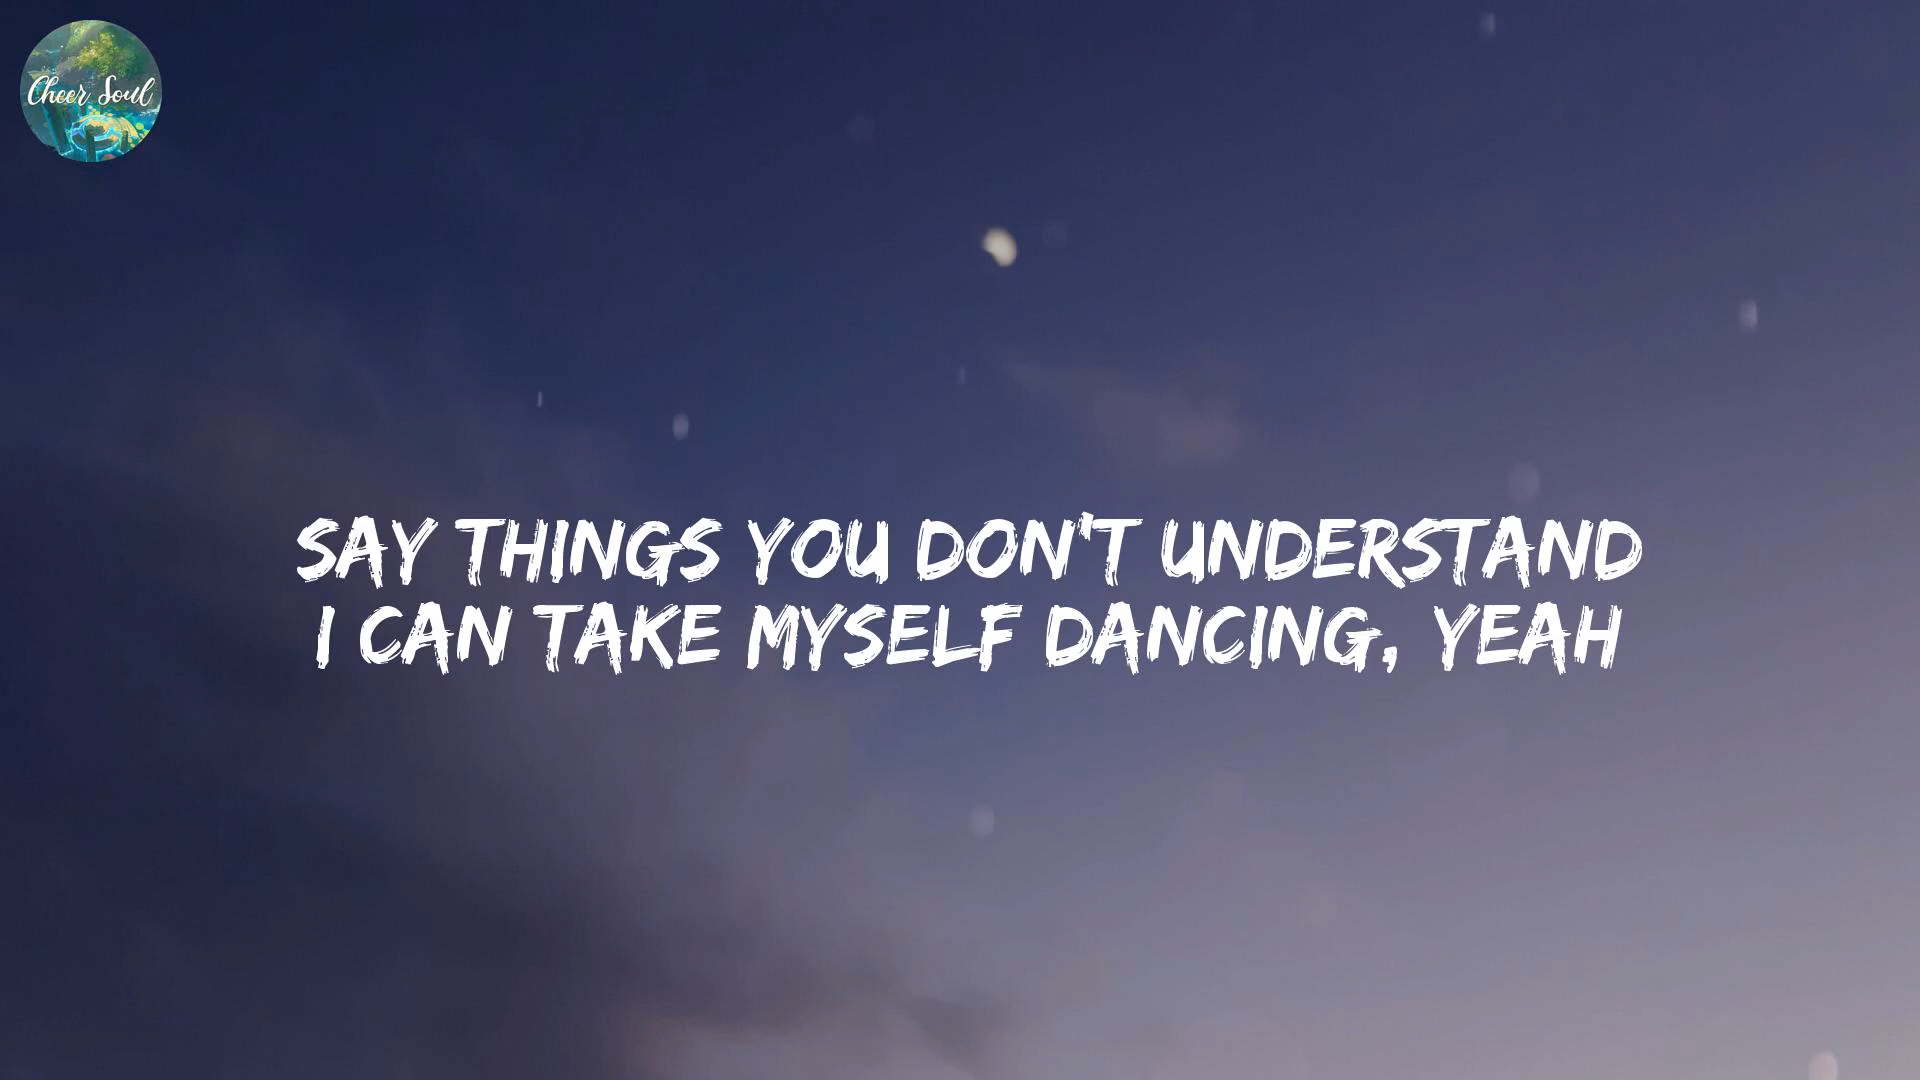 Cheer Soul
SAY THINGS YOU DON'T UNDERSTAND
I CAN TAKE MYSELF DANCING, YEAH